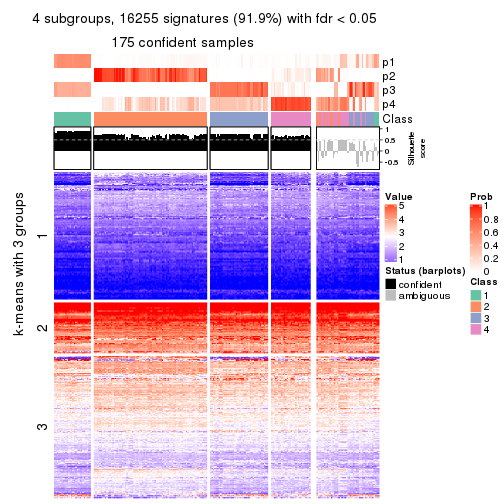 4 subgroups, 16255 signatures (91.9%) with fdr < 0.05
175 confident samples
p1
p2
p3
p4
Class
1
0.5
0
-0.5
Silhouette
score
k-means with 3 groups
1
2
3
Value
5
4
3
2
1
Status (barplots)
confident
ambiguous
Prob
1
0.8
0.6
0.4
0.2
0
Class
1
2
3
4